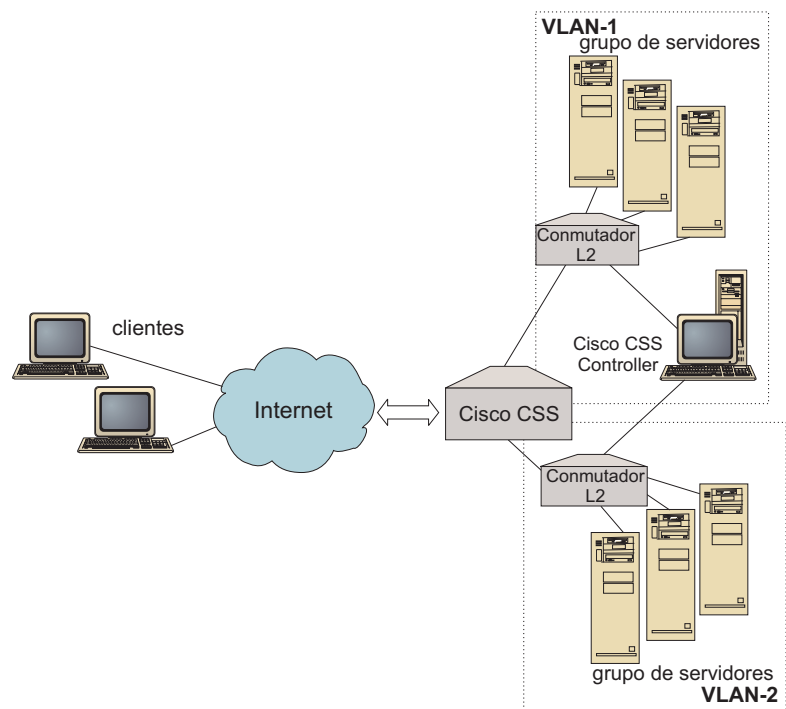 VLAN-1
grupo de servidores
Conmutador
L2
clientes
Cisco CSS
Controller
Internet
Cisco CSS
Conmutador
L2
grupo de servidores
VLAN-2